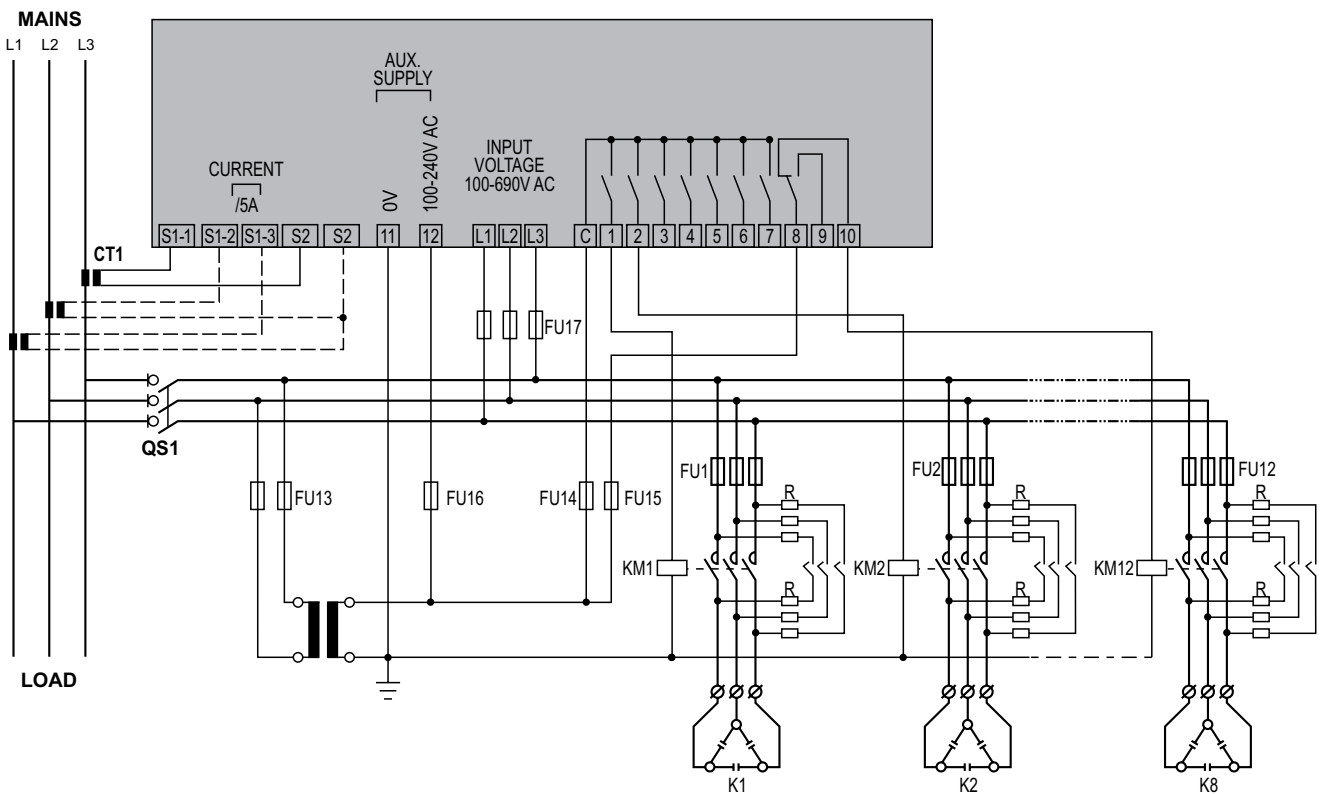 MAINS
L1 L2 L3
AUX.
SUPPLY
0V
100-240V AC
CURRENT
/5A
INPUT
VOLTAGE
100-690V AC
S1-1 S1-2 S1-3 S2 S2 11 12 L1 L2 L3 C 1 2 3 4 5 6 7 8 9 10
CT1
FU17
QS1
FU13 FU16 FU14 FU15
FU1 FU2 FU12
R R R
KM1 KM2 KM12
R R R
LOAD
K1 K2 K8